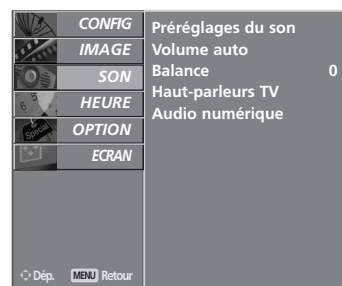 CONFIG
IMAGE
SON
HEURE
OPTION
ECRAN
Préréglages du son
Volume auto
Balance 0
Haut-parleurs TV
Audio numérique
Dép. MENU Retour